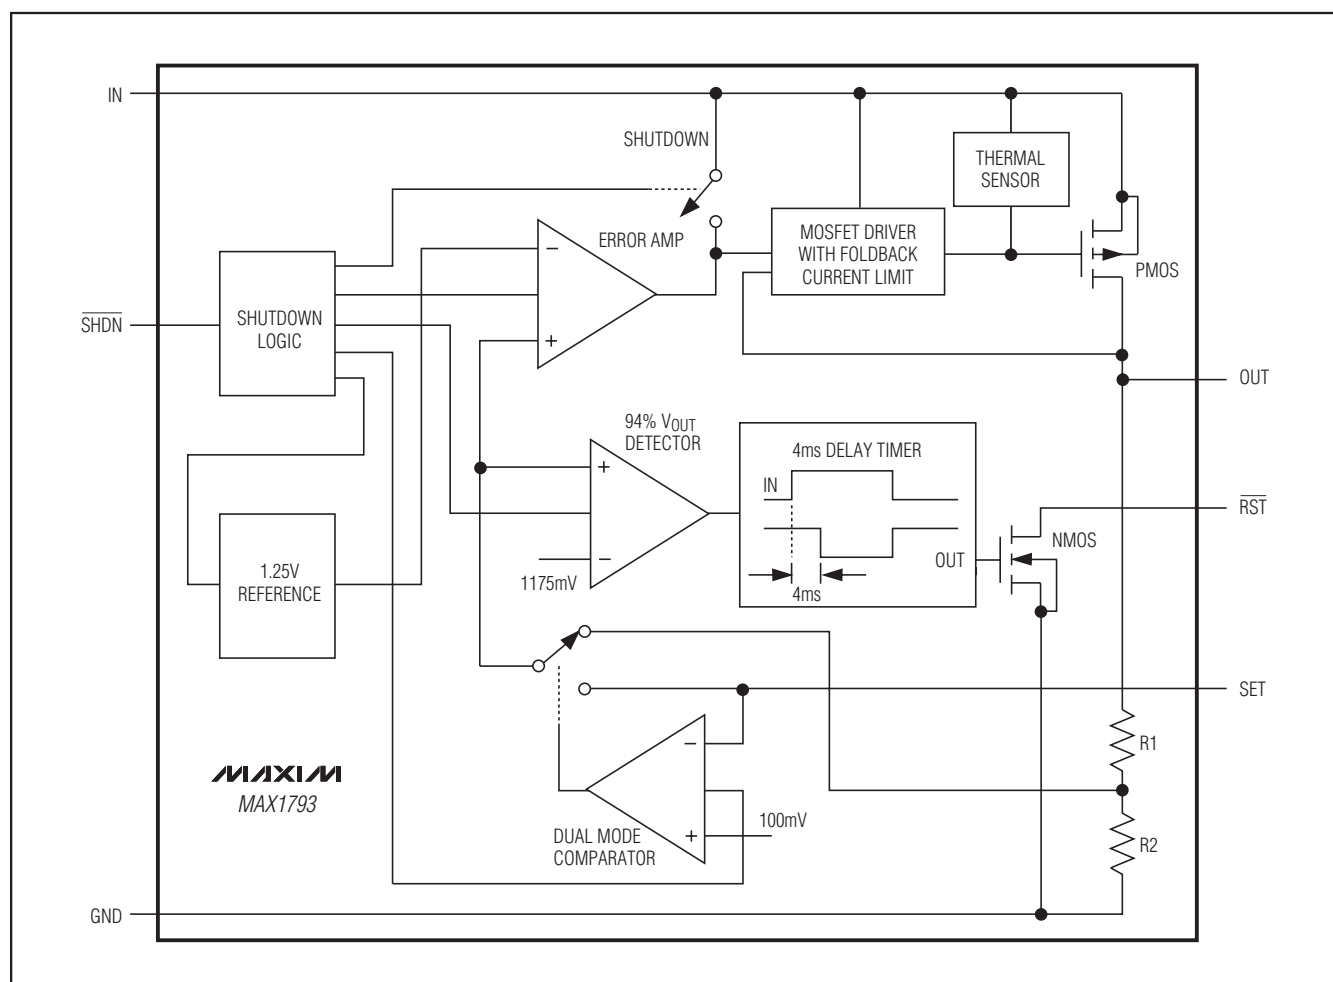 IN
SHUTDOWN
THERMAL
SENSOR
ERROR AMP
MOSFET DRIVER
WITH FOLDBACK
CURRENT LIMIT
PMOS
−
+
SHDN
SHUTDOWN
LOGIC
OUT
94% VOUT
DETECTOR
4ms DELAY TIMER
+
IN
RST
−
1175mV
OUT
NMOS
4ms
1.25V
REFERENCE
SET
−
R1
MAXIM
MAX1793
100mV
+
DUAL MODE
COMPARATOR
R2
GND